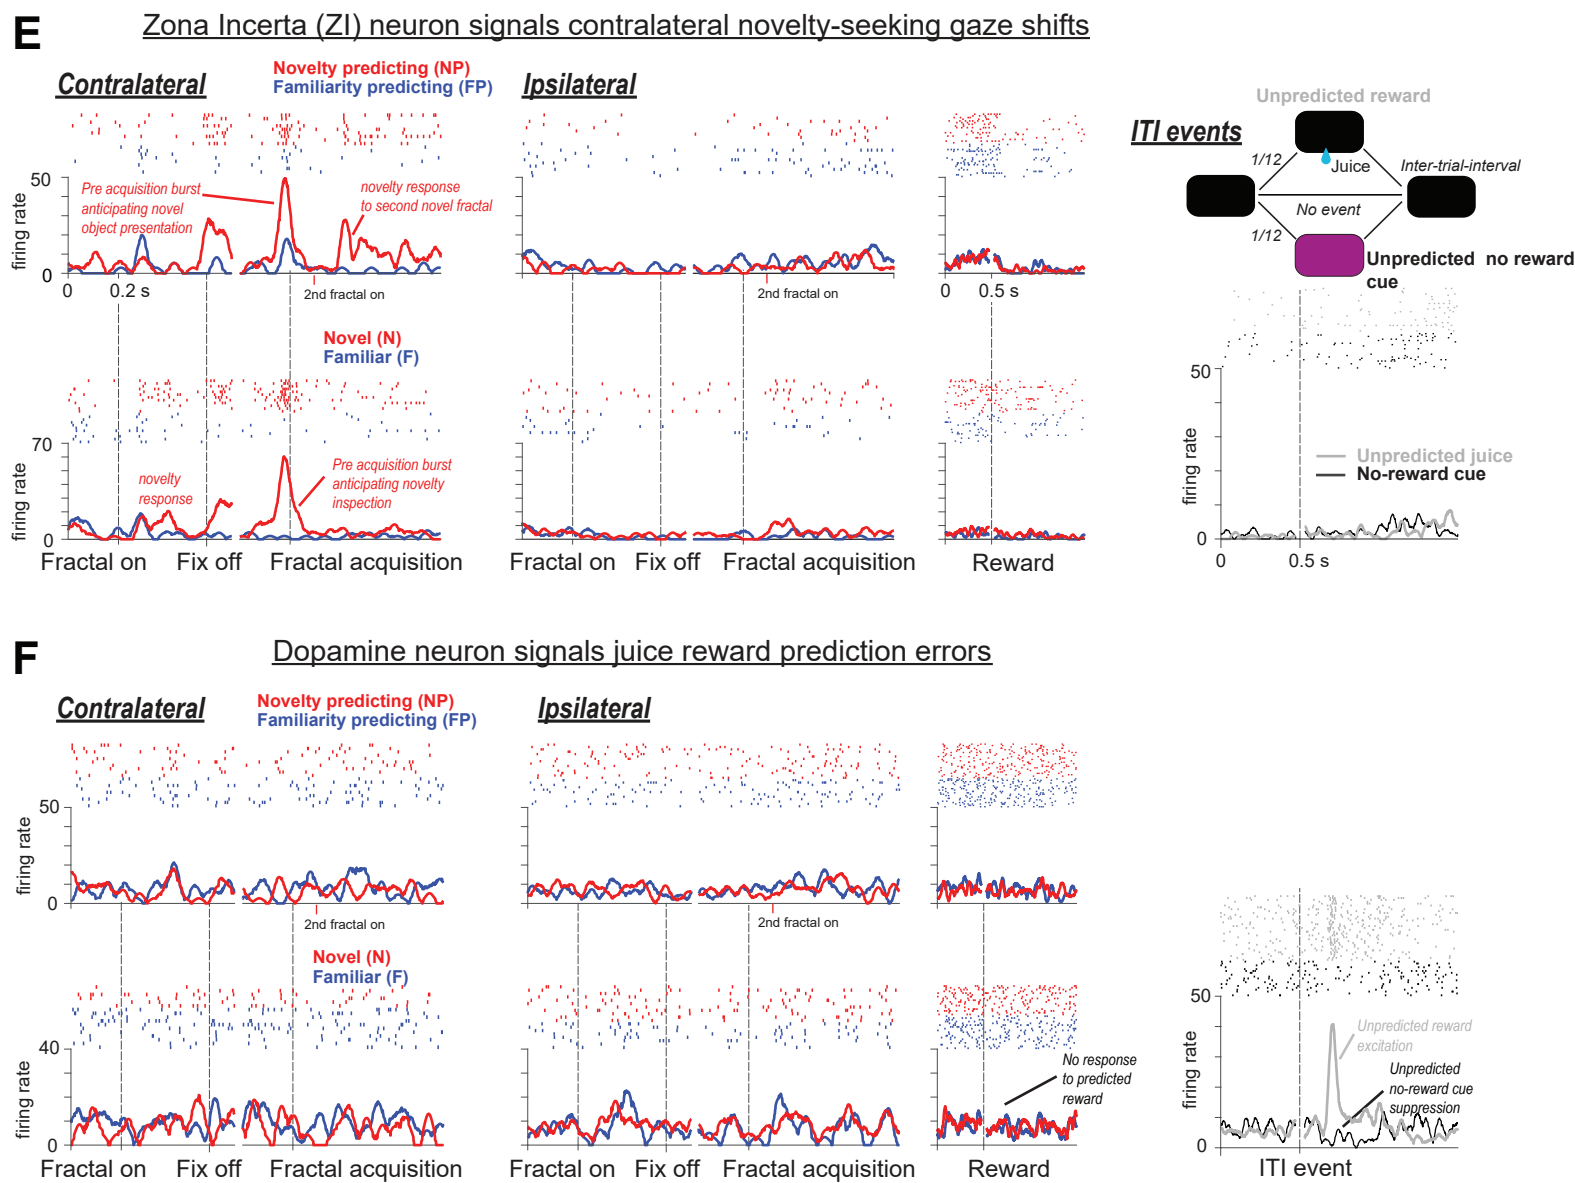 E
Zona Incerta (ZI) neuron signals contralateral novelty-seeking gaze shifts
Contralateral
Novelty predicting (NP)
Familiarity predicting (FP)
Ipsilateral
50
firing rate
0
Pre acquisition burst
anticipating novel
object presentation
novelty response
to second novel fractal
0
0.2 s
2nd fractal on
2nd fractal on
0
0.5 s
Novel (N)
Familiar (F)
70
firing rate
0
novelty
response
Pre acquisition burst
anticipating novelty
inspection
Fractal on
Fix off
Fractal acquisition
Fractal on
Fix off
Fractal acquisition
Reward
ITI events
Unpredicted reward
1/12
Juice
Inter-trial-interval
No event
1/12
Unpredicted no reward
cue
50
firing rate
Unpredicted juice
No-reward cue
0
0
0.5 s
F
Dopamine neuron signals juice reward prediction errors
Contralateral
Novelty predicting (NP)
Familiarity predicting (FP)
Ipsilateral
50
firing rate
0
2nd fractal on
2nd fractal on
Novel (N)
Familiar (F)
40
firing rate
0
No response
to predicted
reward
Fractal on
Fix off
Fractal acquisition
Fractal on
Fix off
Fractal acquisition
Reward
50
firing rate
Unpredicted reward
excitation
Unpredicted
no-reward cue
suppression
0
ITI event